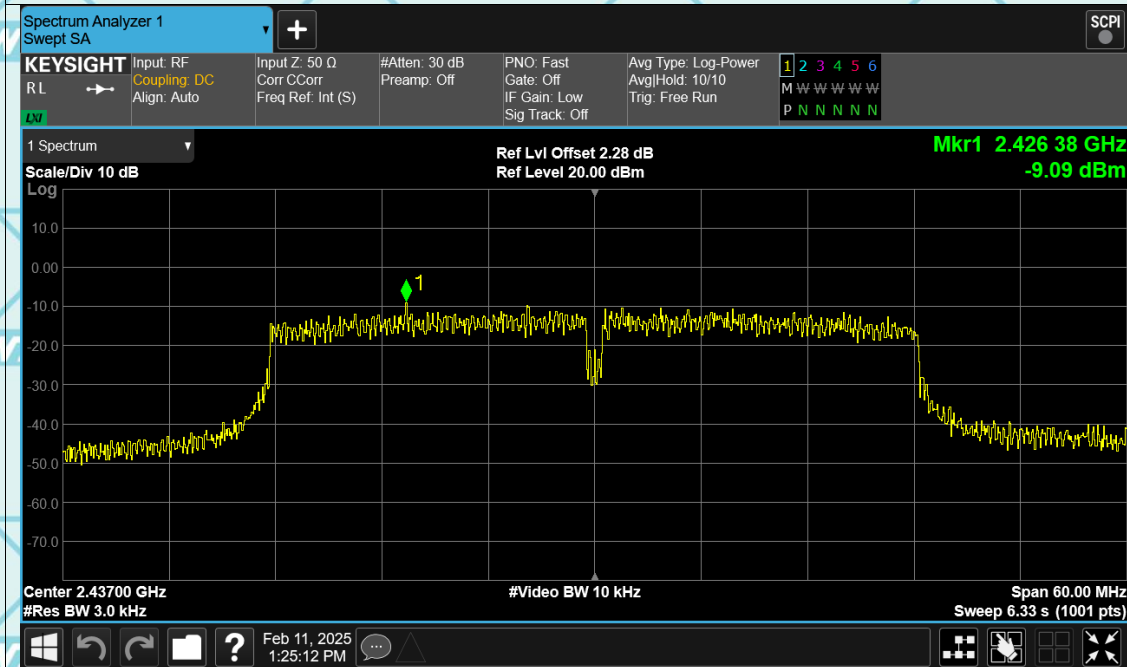 Spectrum Analyzer 1
Swept SA
SCPI
KEYSIGHT
RL
LXI
Input: RF
Coupling: DC
Align: Auto
Input Z: 50 Ω
Corr CCorr
Freq Ref: Int (S)
#Atten: 30 dB
Preamp: Off
PNO: Fast
Gate: Off
IF Gain: Low
Sig Track: Off
Avg Type: Log-Power
Avg|Hold: 10/10
Trig: Free Run
1 2 3 4 5 6
M W W W W W W
P N N N N N
1 Spectrum
Ref Lvl Offset 2.28 dB
Ref Level 20.00 dBm
Mkr1 2.426 38 GHz
-9.09 dBm
Scale/Div 10 dB
Log
10.0
0.00
-10.0
-20.0
-30.0
-40.0
-50.0
-60.0
-70.0
1
Center 2.43700 GHz
#Video BW 10 kHz
Span 60.00 MHz
#Res BW 3.0 kHz
Sweep 6.33 s (1001 pts)
?
Feb 11, 2025
1:25:12 PM